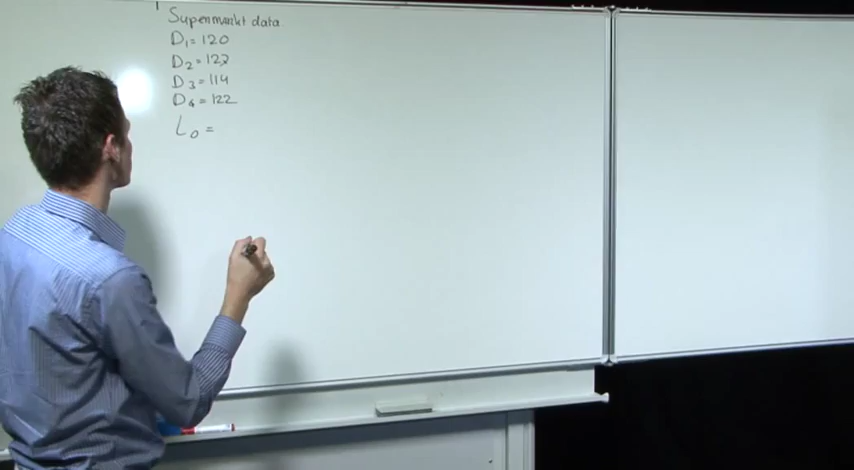 Supermarkt data
D₁ = 120
D₂ = 122
D₃ = 114
D₄ = 122
L₀ =